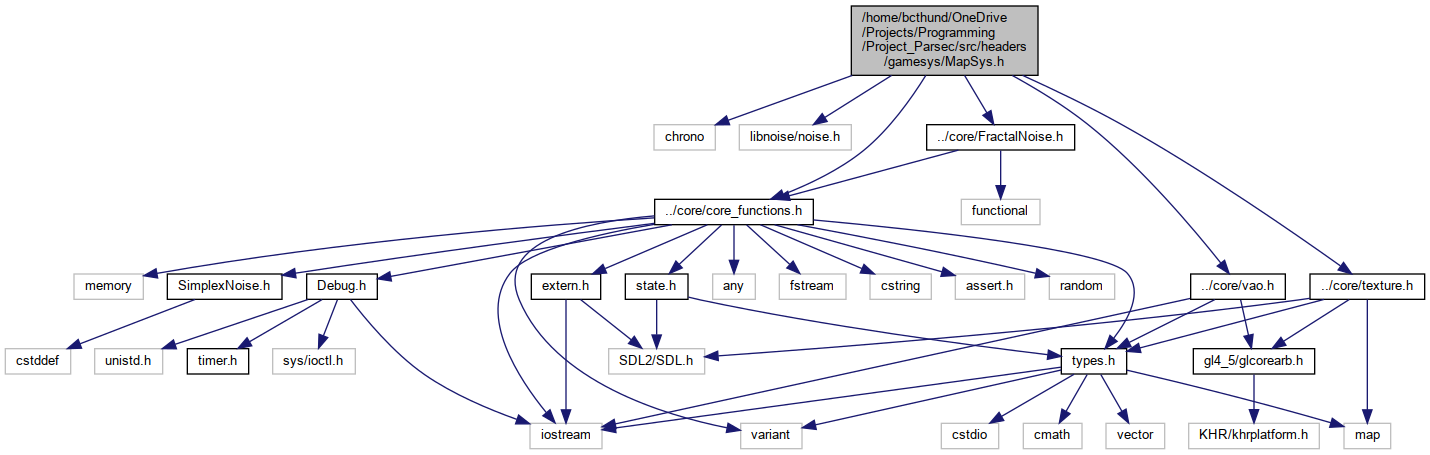 /home/bcthund/OneDrive
/Projects/Programming
/Project_Parsec/src/headers
/gamesys/MapSys.h
chrono
libnoise/noise.h
../core/FractalNoise.h
../core/core_functions.h
functional
memory
SimplexNoise.h
Debug.h
extern.h
state.h
any
fstream
cstring
assert.h
random
../core/vao.h
../core/texture.h
cstddef
unistd.h
timer.h
sys/ioctl.h
SDL2/SDL.h
types.h
gl4_5/glcorearb.h
iostream
variant
cstdio
cmath
vector
KHR/khrplatform.h
map